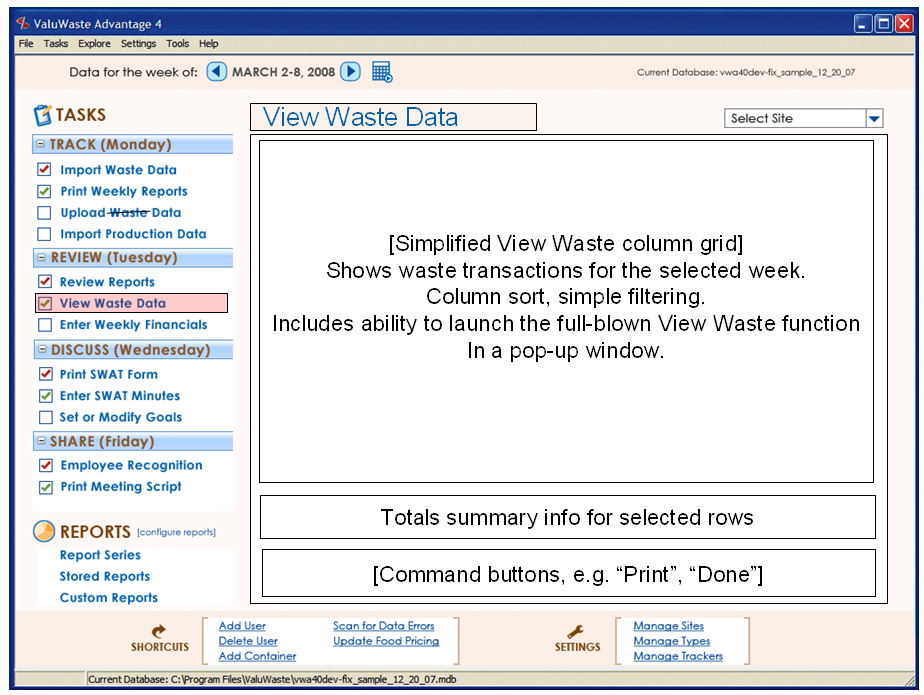 ValuWaste Advantage 4
File Tasks Explore Settings Tools Help
Data for the week of: MARCH 2-8, 2008
Current Database: vwa40dev-fix_sample_12_20_07
TASKS
TRACK (Monday)
Import Waste Data
Print Weekly Reports
Upload Waste Data
Import Production Data
REVIEW (Tuesday)
Review Reports
View Waste Data
Enter Weekly Financials
DISCUSS (Wednesday)
Print SWAT Form
Enter SWAT Minutes
Set or Modify Goals
SHARE (Friday)
Employee Recognition
Print Meeting Script
REPORTS [configure reports]
Report Series
Stored Reports
Custom Reports
View Waste Data
Select Site
[Simplified View Waste column grid]
Shows waste transactions for the selected week.
Column sort, simple filtering.
Includes ability to launch the full-blown View Waste function
In a pop-up window.
Totals summary info for selected rows
[Command buttons, e.g. “Print”, “Done”]
SHORTCUTS
Add User
Delete User
Add Container
Scan for Data Errors
Update Food Pricing
SETTINGS
Manage Sites
Manage Types
Manage Trackers
Current Database: C:\Program Files\ValuWaste\vwa40dev-fix_sample_12_20_07.mdb